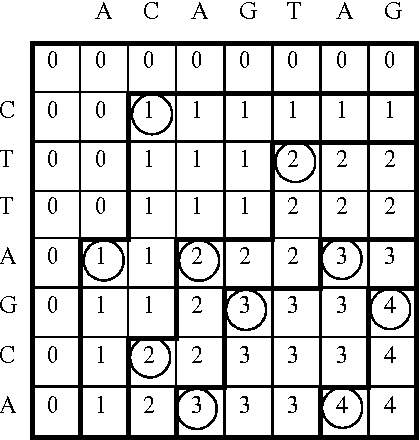 A C A G T A G
0 0 0 0 0 0 0 0
C 0 0 1 1 1 1 1 1
T 0 0 1 1 1 2 2 2
T 0 0 1 1 1 2 2 2
A 0 1 1 2 2 2 3 3
G 0 1 1 2 3 3 3 4
C 0 1 2 2 3 3 3 4
A 0 1 2 3 3 3 4 4